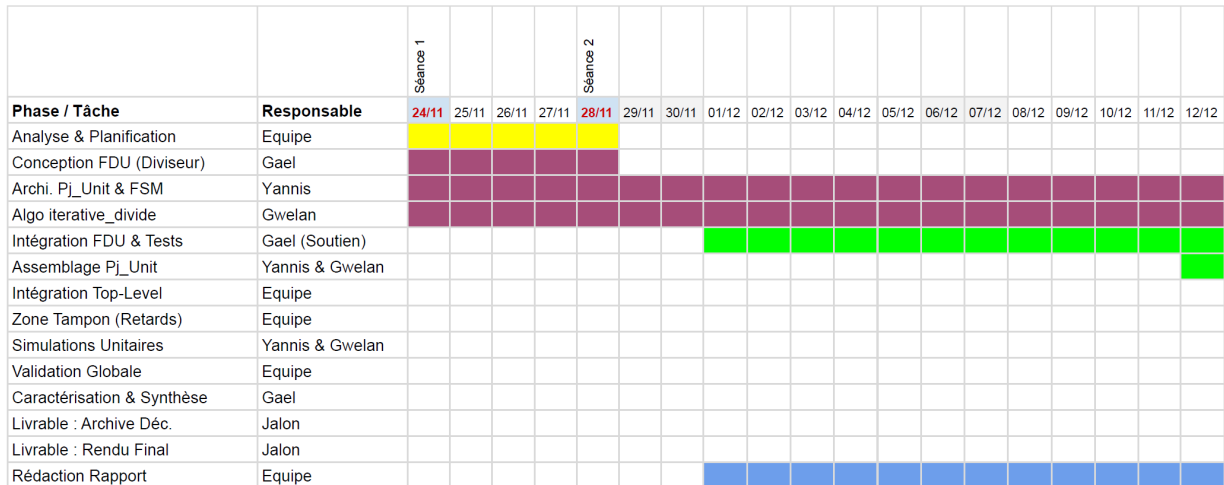 Séance 1
Séance 2
Phase / Tâche Responsable 24/11 25/11 26/11 27/11 28/11 29/11 30/11 01/12 02/12 03/12 04/12 05/12 06/12 07/12 08/12 09/12 10/12 11/12 12/12
Analyse & Planification Equipe
Conception FDU (Diviseur) Gael
Archi. Pj_Unit & FSM Yannis
Algo iterative_divide Gwelan
Intégration FDU & Tests Gael (Soutien)
Assemblage Pj_Unit Yannis & Gwelan
Intégration Top-Level Equipe
Zone Tampon (Retards) Equipe
Simulations Unitaires Yannis & Gwelan
Validation Globale Equipe
Caractérisation & Synthèse Gael
Livrable : Archive Déc. Jalon
Livrable : Rendu Final Jalon
Rédaction Rapport Equipe